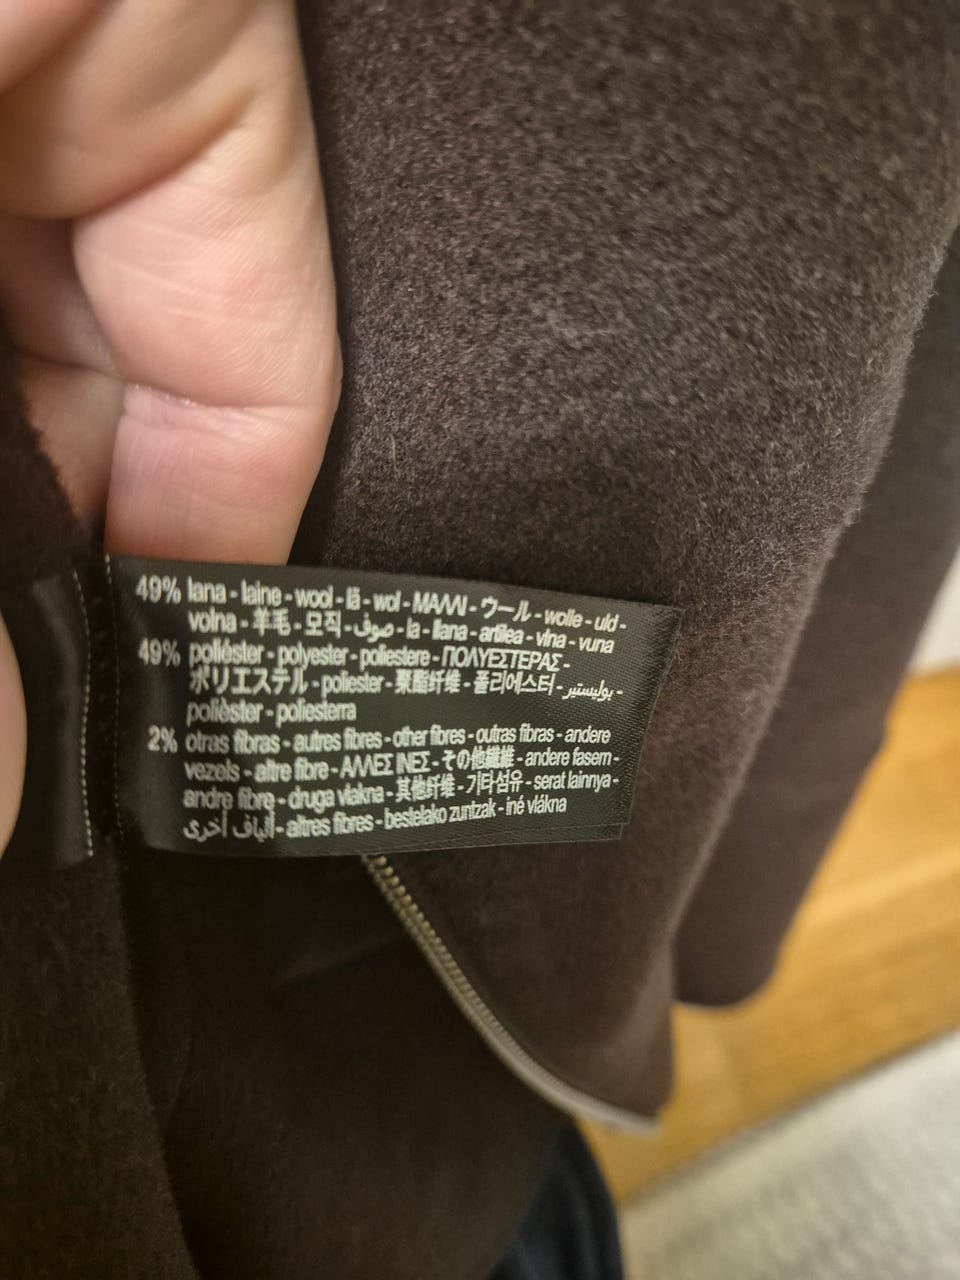 49% lana - laine - wool - lã - wol - ΜΑΛΛΙ - ウール - wolle - uld -
volna - 羊毛 - 모직 - صوف - la - llana - artilea - vlna - vuna
49% poliéster - polyester - poliestere - ΠΟΛΥΕΣΤΕΡΑΣ -
ポリエステル - poliester - 聚酯纤维 - 폴리에스터 - بوليستير -
polièster - poliesterra
2% otras fibras - autres fibres - other fibres - outras fibras - andere
vezels - altre fibre - ΑΛΛΕΣ ΙΝΕΣ - その他繊維 - andere fasern -
andre fibre - druga vlakna - 其他纤维 - 기타섬유 - serat lainnya -
ألياف أخرى - altres fibres - bestelako zuntzak - iné vlákna